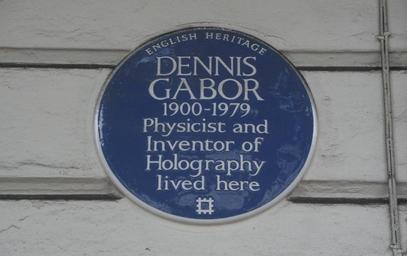 ENGLISH HERITAGE
DENNIS
GABOR
1900-1979
Physicist and
Inventor of
Holography
lived here